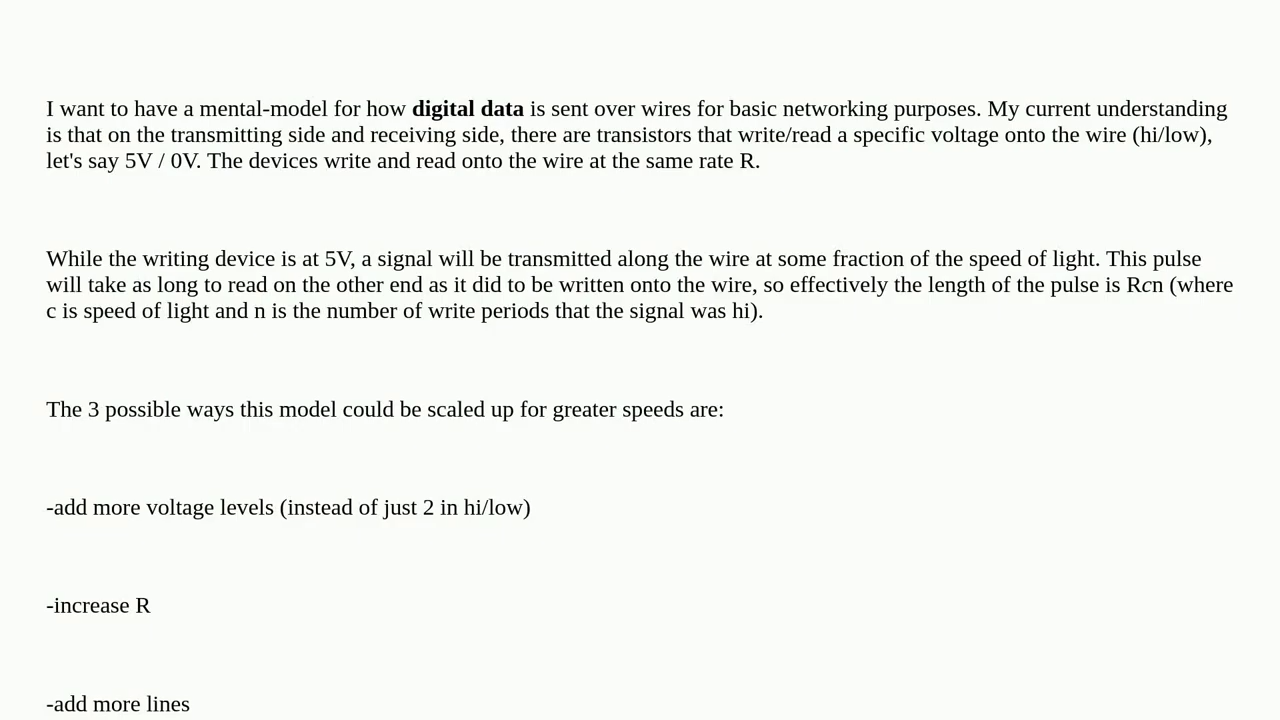 I want to have a mental-model for how digital data is sent over wires for basic networking purposes. My current understanding
is that on the transmitting side and receiving side, there are transistors that write/read a specific voltage onto the wire (hi/low),
let's say 5V / 0V. The devices write and read onto the wire at the same rate R.
While the writing device is at 5V, a signal will be transmitted along the wire at some fraction of the speed of light. This pulse
will take as long to read on the other end as it did to be written onto the wire, so effectively the length of the pulse is Rcn (where
c is speed of light and n is the number of write periods that the signal was hi).
The 3 possible ways this model could be scaled up for greater speeds are:
-add more voltage levels (instead of just 2 in hi/low)
-increase R
-add more lines